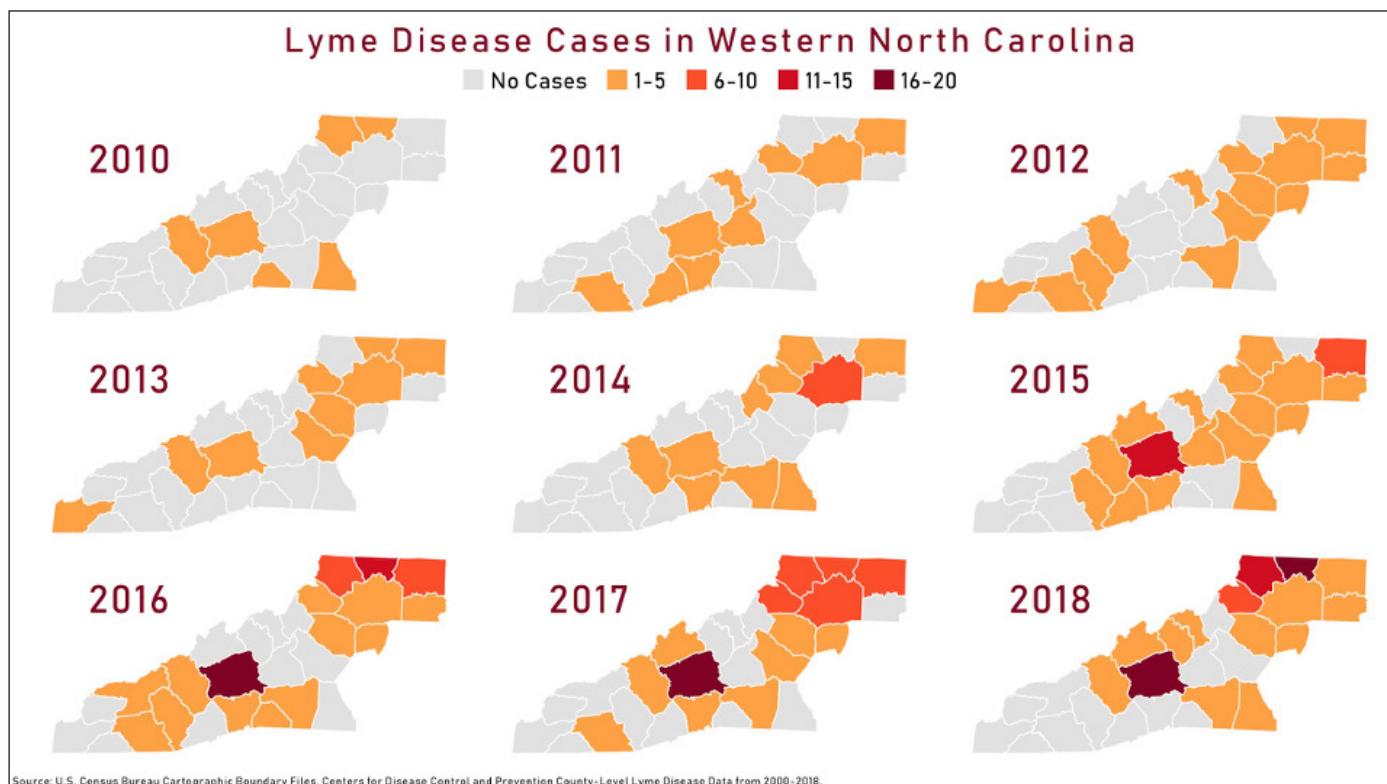 Lyme Disease Cases in Western North Carolina
No Cases 1-5 6-10 11-15 16-20
2010 2011 2012
2013 2014 2015
2016 2017 2018
Source: U.S. Census Bureau Cartographic Boundary Files, Centers for Disease Control and Prevention County-Level Lyme Disease Data from 2000-2018.